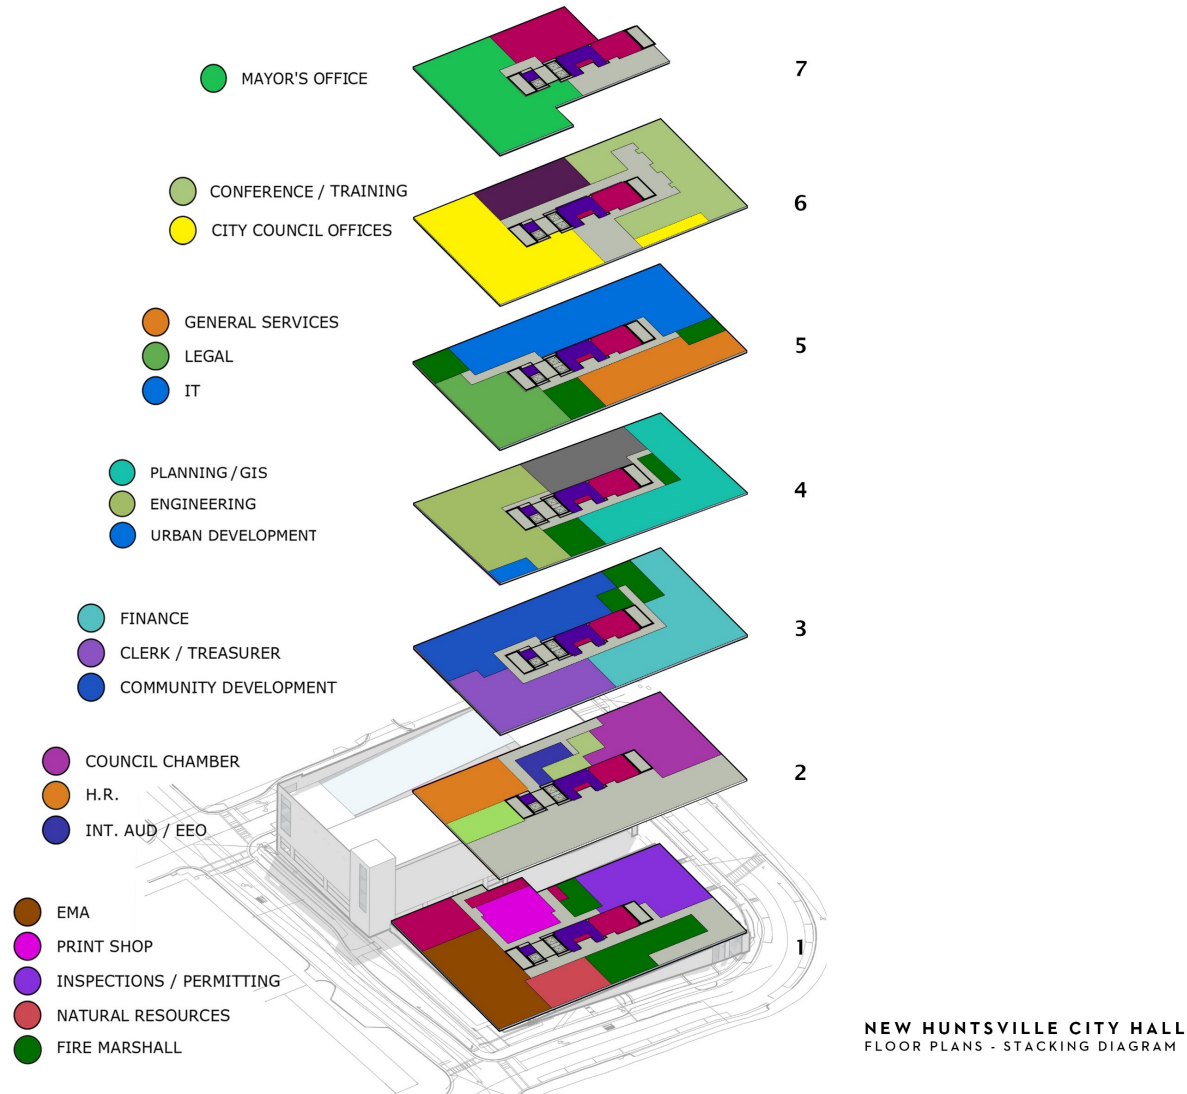 MAYOR'S OFFICE
7
CONFERENCE / TRAINING
CITY COUNCIL OFFICES
6
GENERAL SERVICES
LEGAL
IT
5
PLANNING / GIS
ENGINEERING
URBAN DEVELOPMENT
4
FINANCE
CLERK / TREASURER
COMMUNITY DEVELOPMENT
3
COUNCIL CHAMBER
H.R.
INT. AUD / EEO
2
EMA
PRINT SHOP
INSPECTIONS / PERMITTING
NATURAL RESOURCES
FIRE MARSHALL
1
NEW HUNTSVILLE CITY HALL
FLOOR PLANS - STACKING DIAGRAM